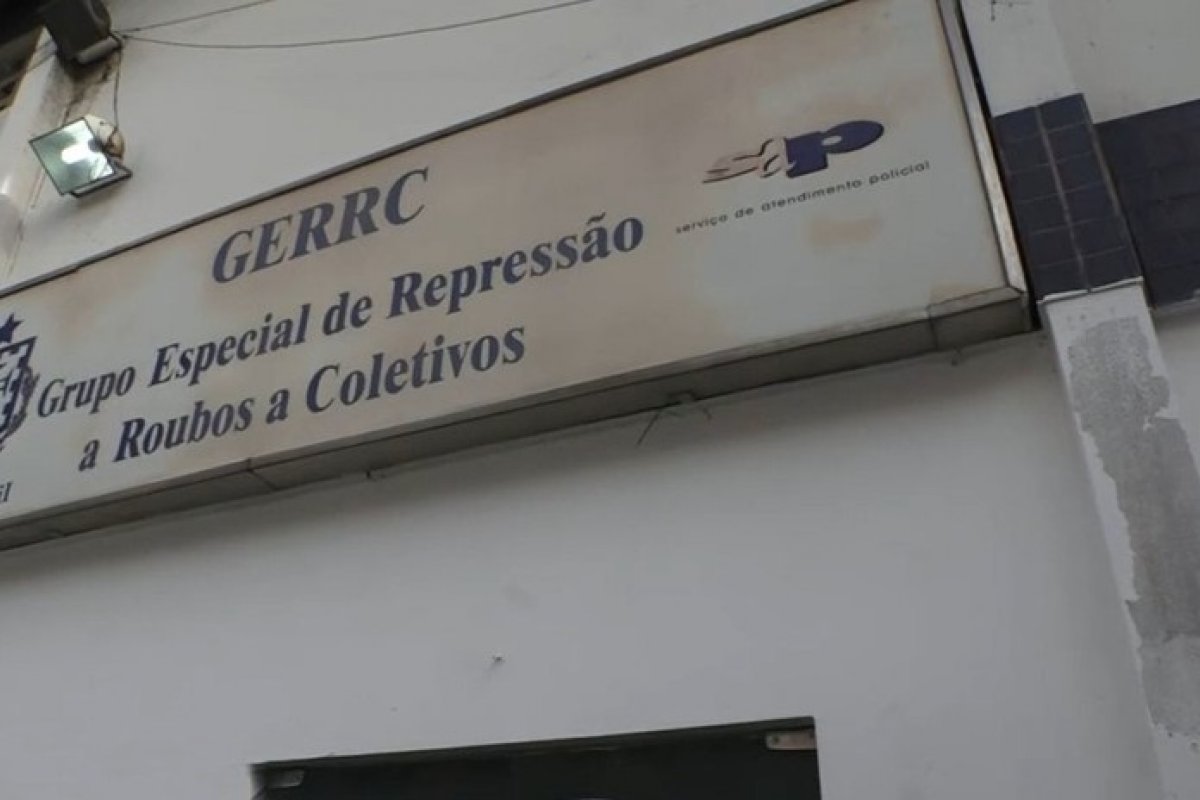 GERRC
Grupo Especial de Repressão
a Roubos a Coletivos
sap
serviço de atendimento policial